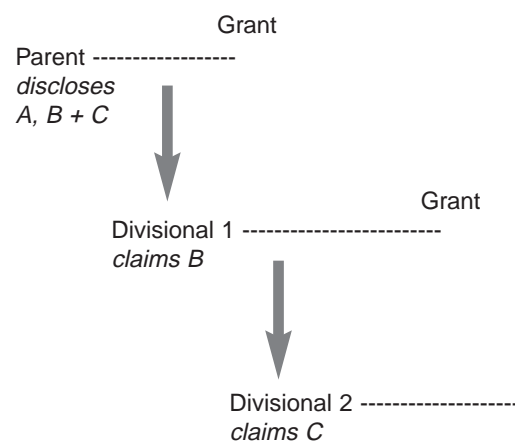 Grant
Parent ------------------
discloses
A, B + C
Grant
Divisional 1 -------------------------
claims B
Divisional 2 --------------------
claims C